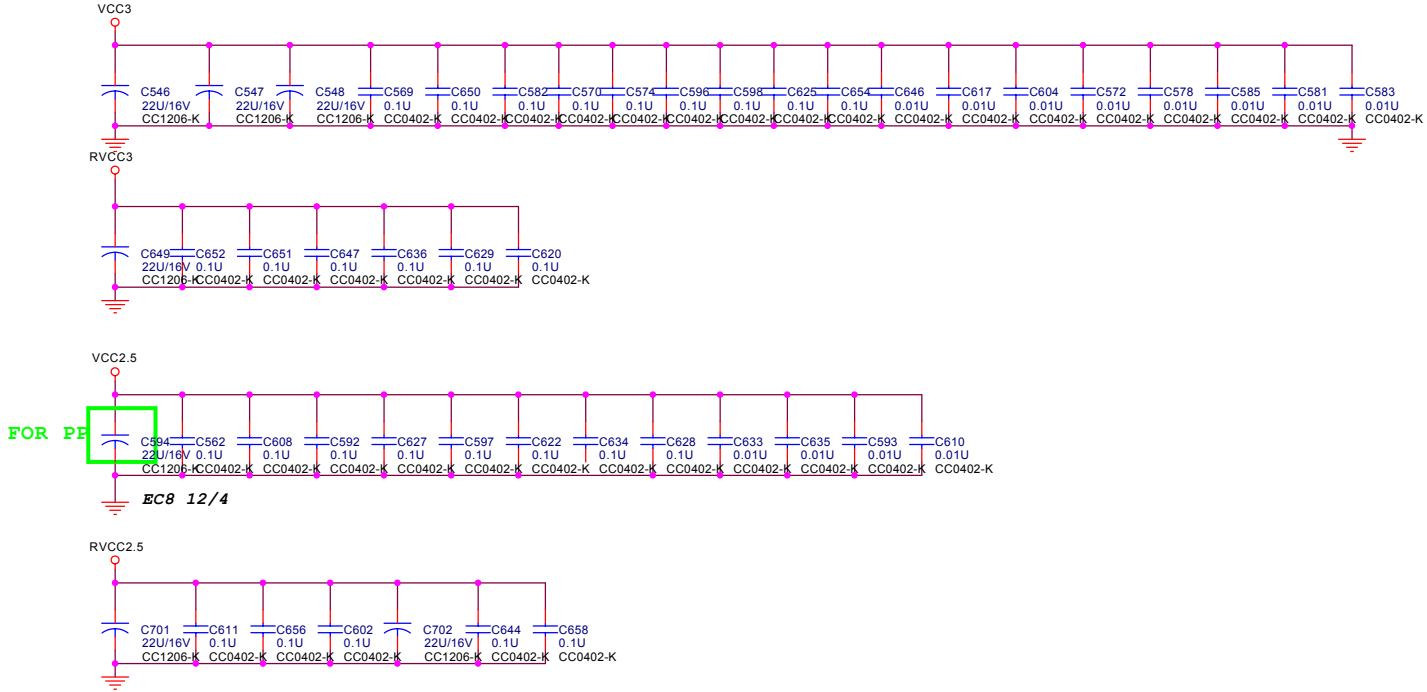 VCC3
C546 C547 C548 C569 C650 C582 C570 C574 C596 C598 C625 C654 C646 C617 C604 C572 C578 C585 C581 C583
22U/16V 22U/16V 22U/16V 0.1U 0.1U 0.1U 0.1U 0.1U 0.1U 0.1U 0.1U 0.1U 0.01U 0.01U 0.01U 0.01U 0.01U 0.01U 0.01U 0.01U
CC1206-K CC1206-K CC1206-K CC0402-K CC0402-K CC0402-K CC0402-K CC0402-K CC0402-K CC0402-K CC0402-K CC0402-K CC0402-K CC0402-K CC0402-K CC0402-K CC0402-K CC0402-K CC0402-K CC0402-K
RVCC3
C649 C652 C651 C647 C636 C629 C620
22U/16V 0.1U 0.1U 0.1U 0.1U 0.1U 0.1U
CC1206-K CC0402-K CC0402-K CC0402-K CC0402-K CC0402-K CC0402-K
VCC2.5
FOR PP
C594 C562 C608 C592 C627 C597 C622 C634 C628 C633 C635 C593 C610
22U/16V 0.1U 0.1U 0.1U 0.1U 0.1U 0.1U 0.1U 0.1U 0.01U 0.01U 0.01U 0.01U
CC1206-K CC0402-K CC0402-K CC0402-K CC0402-K CC0402-K CC0402-K CC0402-K CC0402-K CC0402-K CC0402-K CC0402-K CC0402-K
EC8 12/4
RVCC2.5
C701 C611 C656 C602 C702 C644 C658
22U/16V 0.1U 0.1U 0.1U 22U/16V 0.1U 0.1U
CC1206-K CC0402-K CC0402-K CC0402-K CC1206-K CC0402-K CC0402-K